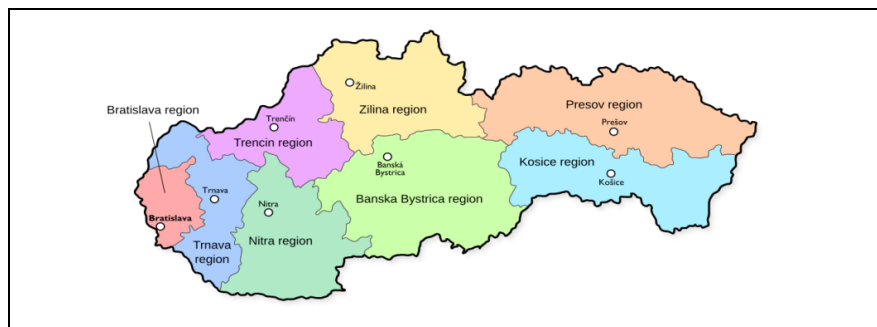 Žilina
Zilina region
Presov region
Prešov
Bratislava region
Trenčín
Trencin region
Banská
Bystrica
Kosice region
Košice
Trnava
Nitra
Banska Bystrica region
Bratislava
Trnava
region
Nitra region